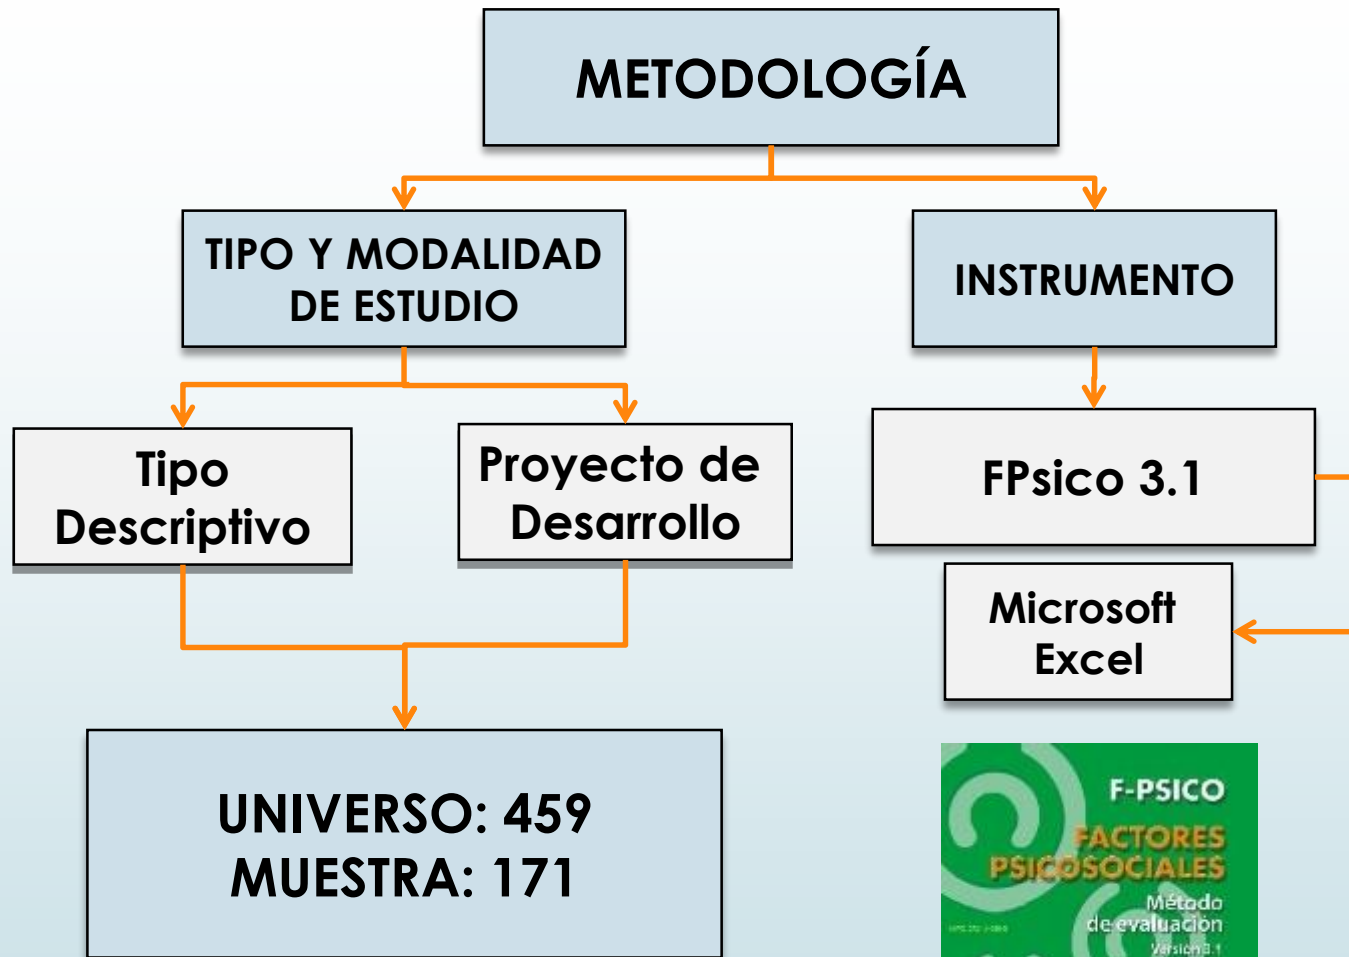 METODOLOGÍA
TIPO Y MODALIDAD
DE ESTUDIO
INSTRUMENTO
Tipo
Descriptivo
Proyecto de
Desarrollo
FPsico 3.1
Microsoft
Excel
UNIVERSO: 459
MUESTRA: 171
F-PSICO
FACTORES
PSICOSOCIALES
Método
de evaluación
Versión 3.1